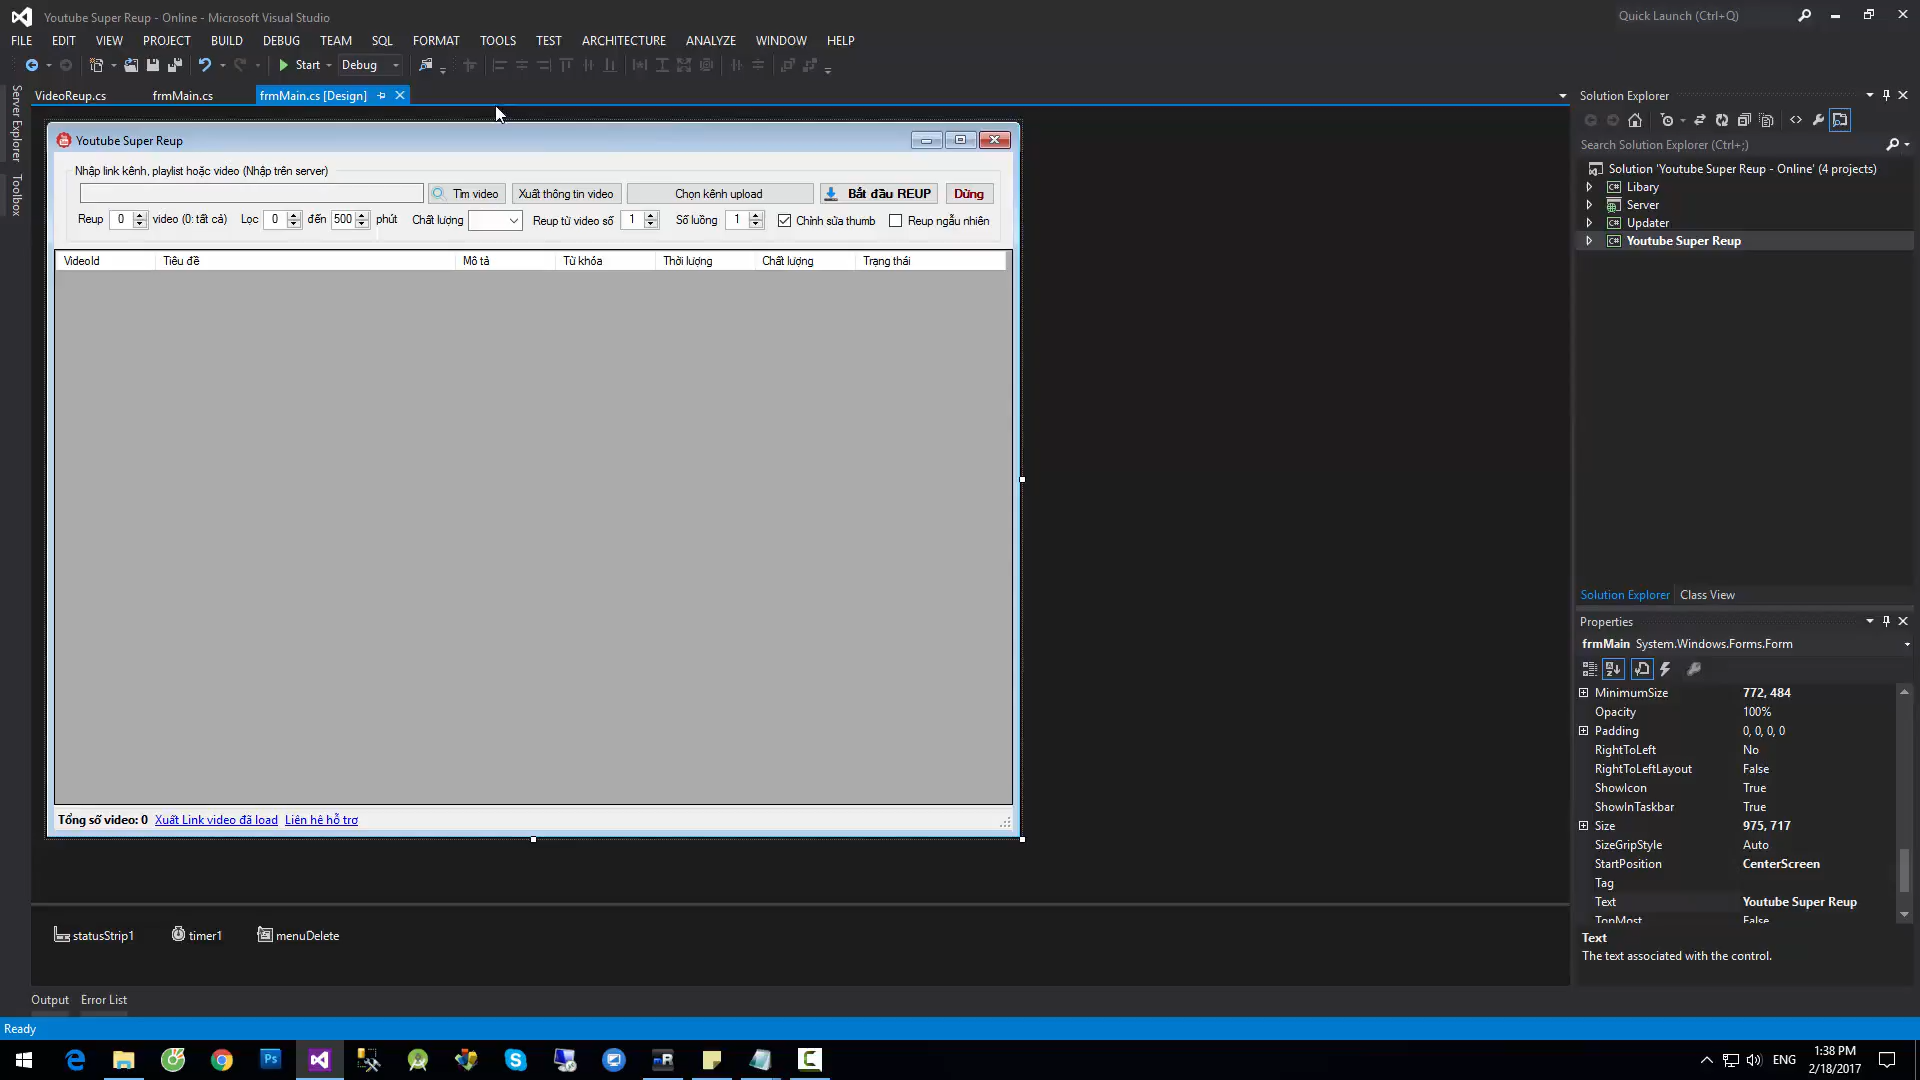 Youtube Super Reup - Online - Microsoft Visual Studio
Quick Launch (Ctrl+Q)
FILE EDIT VIEW PROJECT BUILD DEBUG TEAM SQL FORMAT TOOLS TEST ARCHITECTURE ANALYZE WINDOW HELP
Start Debug
Server Explorer
Toolbox
VideoReup.cs frmMain.cs frmMain.cs [Design]
Youtube Super Reup
Nhập link kênh, playlist hoặc video (Nhập trên server)
Tìm video Xuất thông tin video Chọn kênh upload Bắt đầu REUP Dừng
Reup 0 video (0: tất cả) Lọc 0 đến 500 phút Chất lượng Reup từ video số 1 Số luồng 1 Chỉnh sửa thumb Reup ngẫu nhiên
VideoId Tiêu đề Mô tả Từ khóa Thời lượng Chất lượng Trạng thái
Tổng số video: 0 Xuất Link video đã load Liên hê hỗ trơ
statusStrip1 timer1 menuDelete
Output Error List
Ready
Solution Explorer
Search Solution Explorer (Ctrl+;)
Solution 'Youtube Super Reup - Online' (4 projects)
Libary
Server
Updater
Youtube Super Reup
Solution Explorer Class View
Properties
frmMain System.Windows.Forms.Form
MinimumSize 772, 484
Opacity 100%
Padding 0, 0, 0, 0
RightToLeft No
RightToLeftLayout False
ShowIcon True
ShowInTaskbar True
Size 975, 717
SizeGripStyle Auto
StartPosition CenterScreen
Tag
Text Youtube Super Reup
TopMost False
Text
The text associated with the control.
ENG
1:38 PM
2/18/2017